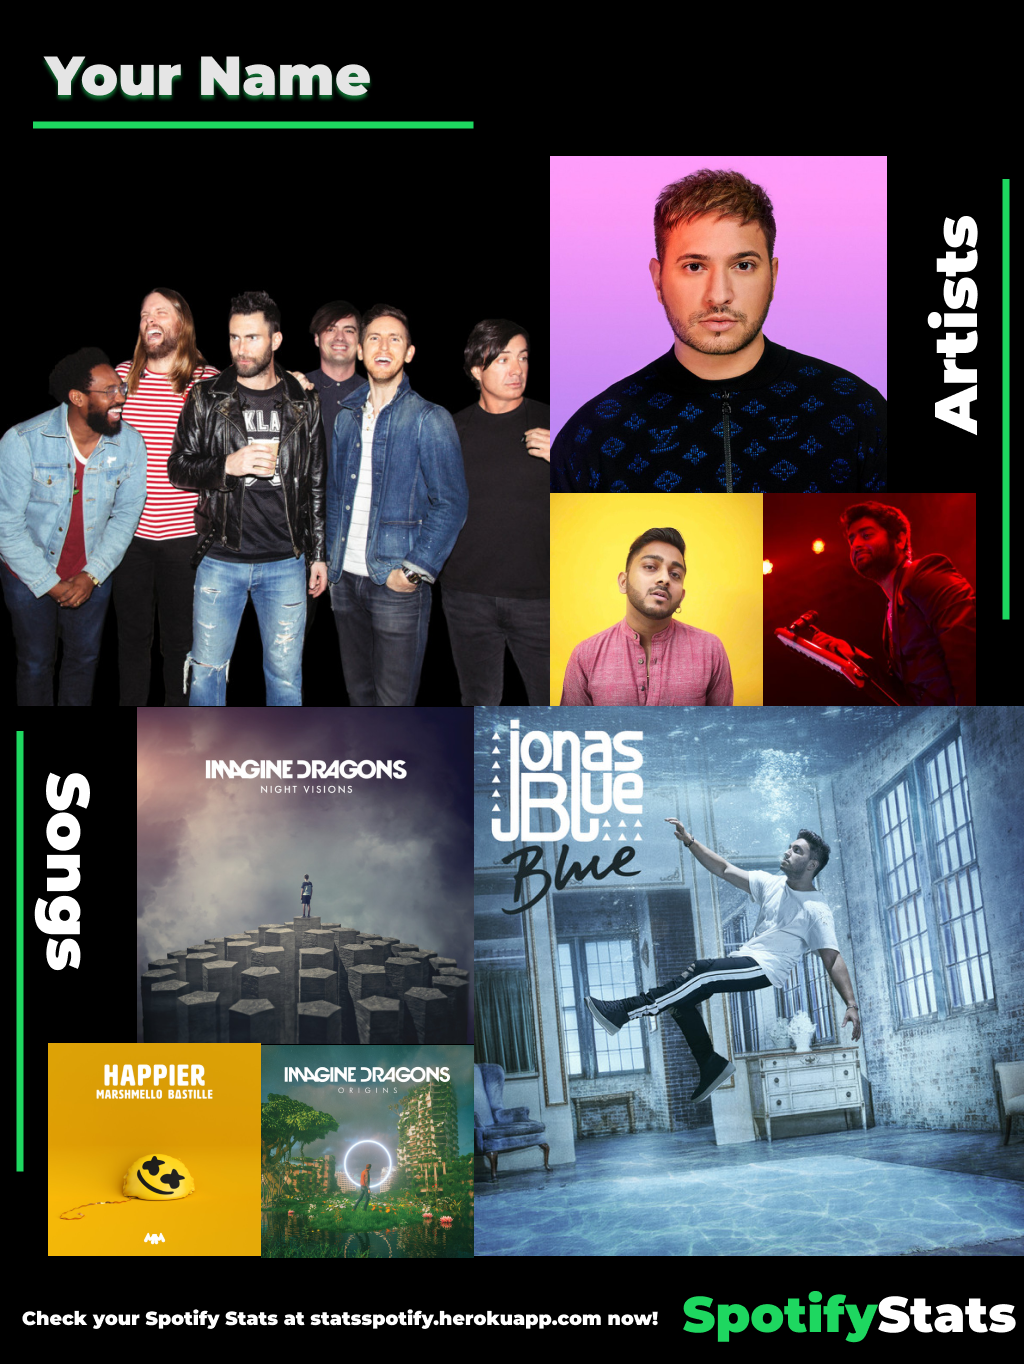 Your Name
Artists
KLA
Songs
IMAGINE DRAGONS
NIGHT VISIONS
jonas
Blue
Blue
HAPPIER
MARSHMELLO BASTILLE
IMAGINE DRAGONS
ORIGINS
Check your Spotify Stats at statsspotify.herokuapp.com now!
SpotifyStats